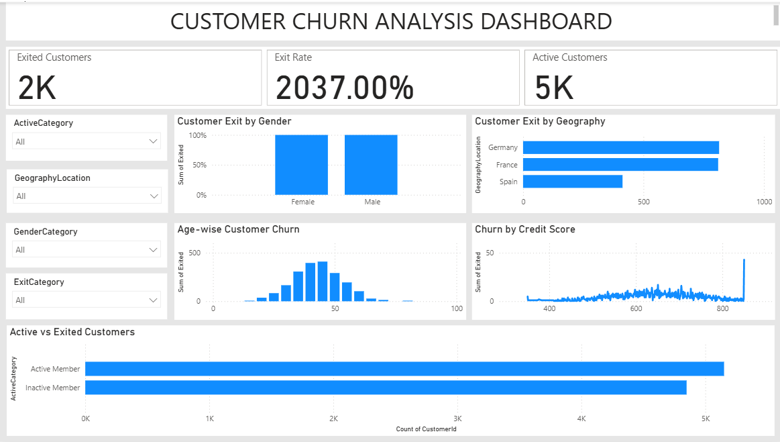 CUSTOMER CHURN ANALYSIS DASHBOARD
Exited Customers
2K
Exit Rate
2037.00%
Active Customers
5K
ActiveCategory
All
GeographyLocation
All
GenderCategory
All
ExitCategory
All
Customer Exit by Gender
Sum of Exited
100%
50%
0%
Female
Male
Customer Exit by Geography
GeographyLocation
Germany
France
Spain
0
500
1000
Age-wise Customer Churn
Sum of Exited
500
0
0
50
100
Churn by Credit Score
Sum of Exited
50
0
400
600
800
Active vs Exited Customers
ActiveCategory
Active Member
Inactive Member
0K
1K
2K
3K
4K
5K
Count of CustomerId